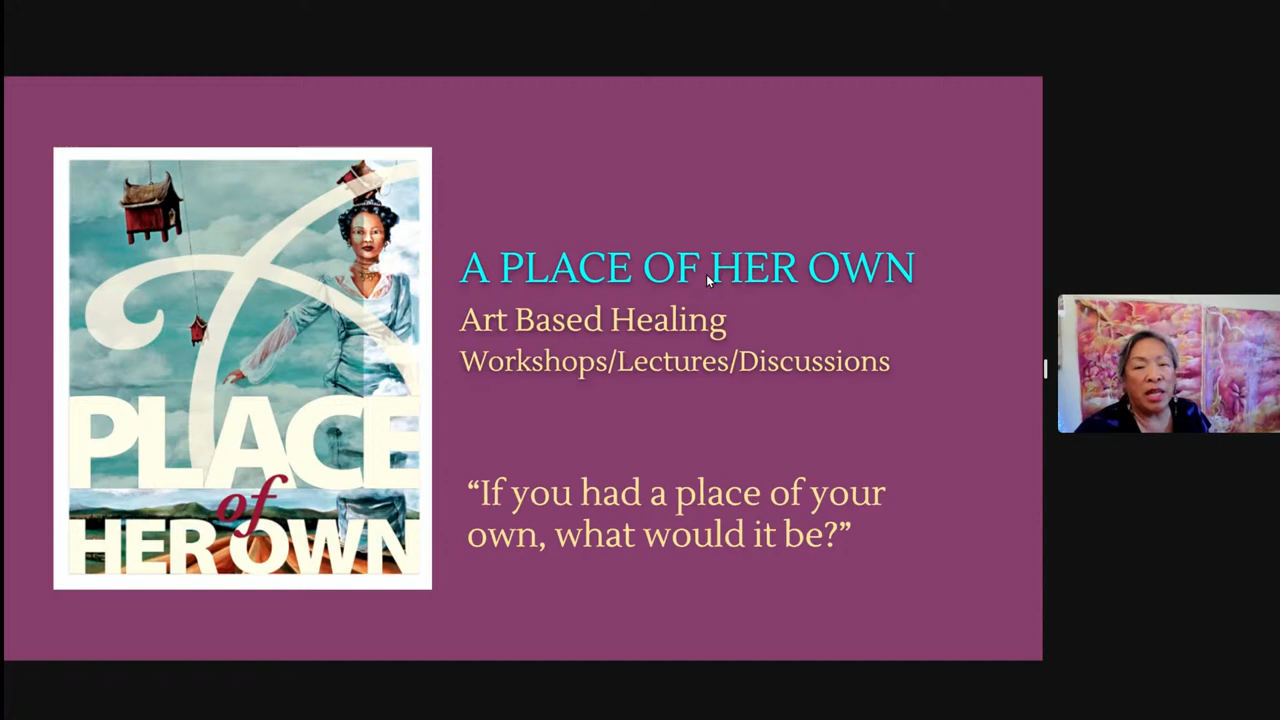 A
PLACE
of
HER OWN
A PLACE OF HER OWN
Art Based Healing
Workshops/Lectures/Discussions
“If you had a place of your
own, what would it be?”